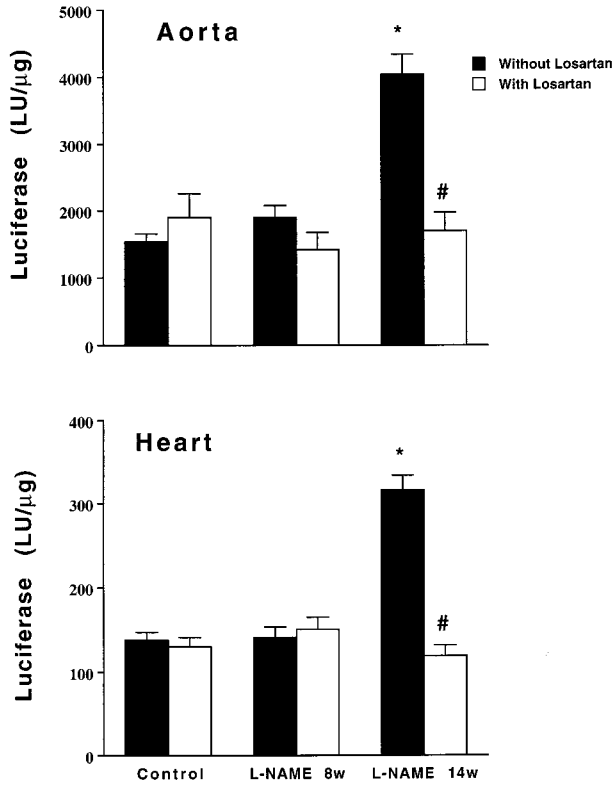 Aorta
Luciferase (LU/μg)
5000
4000
3000
2000
1000
0
*
#
Without Losartan
With Losartan
Heart
Luciferase (LU/μg)
400
300
200
100
0
*
#
Control L-NAME 8w L-NAME 14w